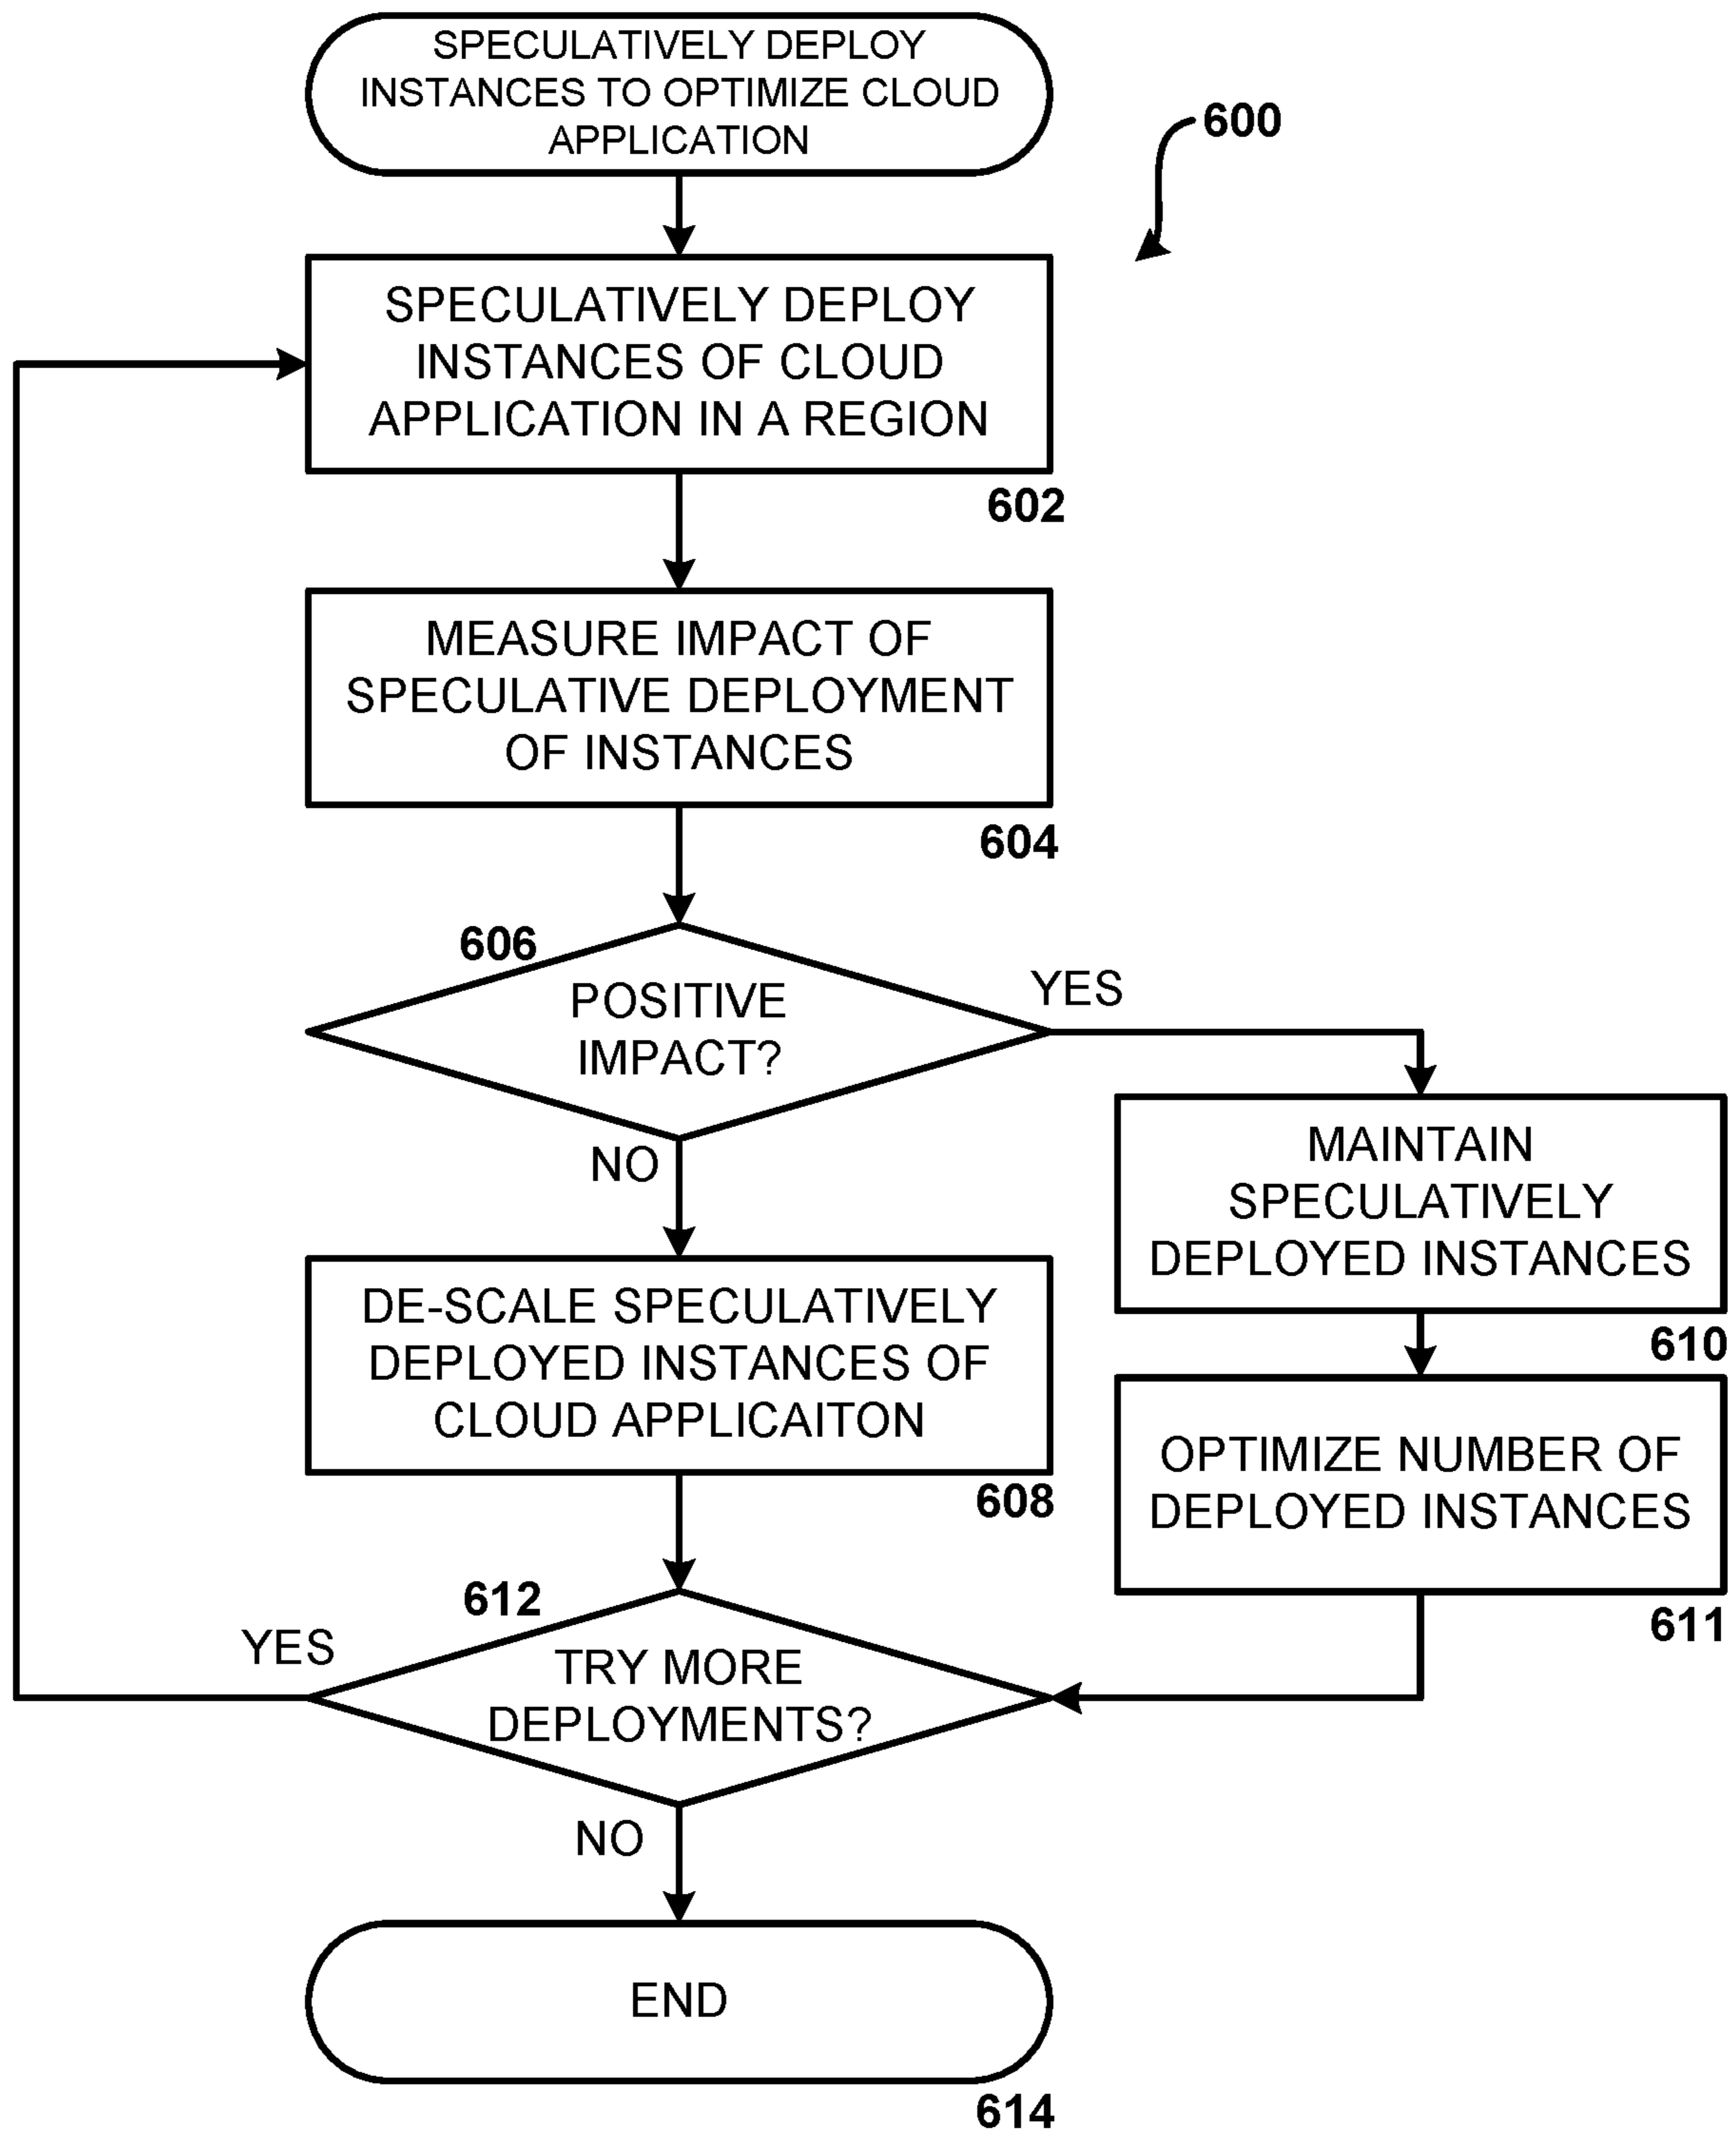 SPECULATIVELY DEPLOY
INSTANCES TO OPTIMIZE CLOUD
APPLICATION
600
SPECULATIVELY DEPLOY
INSTANCES OF CLOUD
APPLICATION IN A REGION
602
MEASURE IMPACT OF
SPECULATIVE DEPLOYMENT
OF INSTANCES
604
606
POSITIVE
IMPACT?
YES
NO
MAINTAIN
SPECULATIVELY
DEPLOYED INSTANCES
610
DE-SCALE SPECULATIVELY
DEPLOYED INSTANCES OF
CLOUD APPLICAITON
608
OPTIMIZE NUMBER OF
DEPLOYED INSTANCES
611
612
YES
TRY MORE
DEPLOYMENTS?
NO
END
614